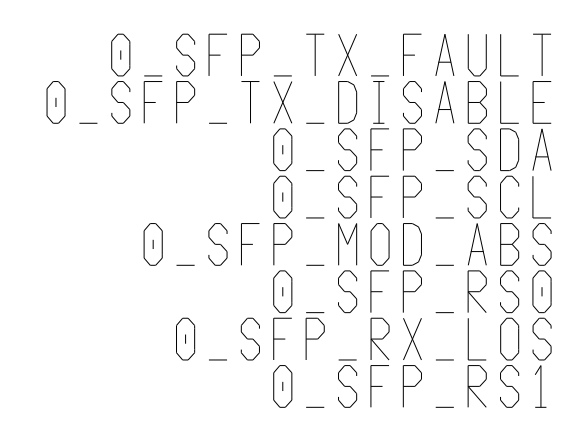 0_SFP_TX_FAULT
0_SFP_TX_DISABLE
0_SFP_SDA
0_SFP_SCL
0_SFP_MOD_ABS
0_SFP_RS0
0_SFP_RX_LOS
0_SFP_RS1